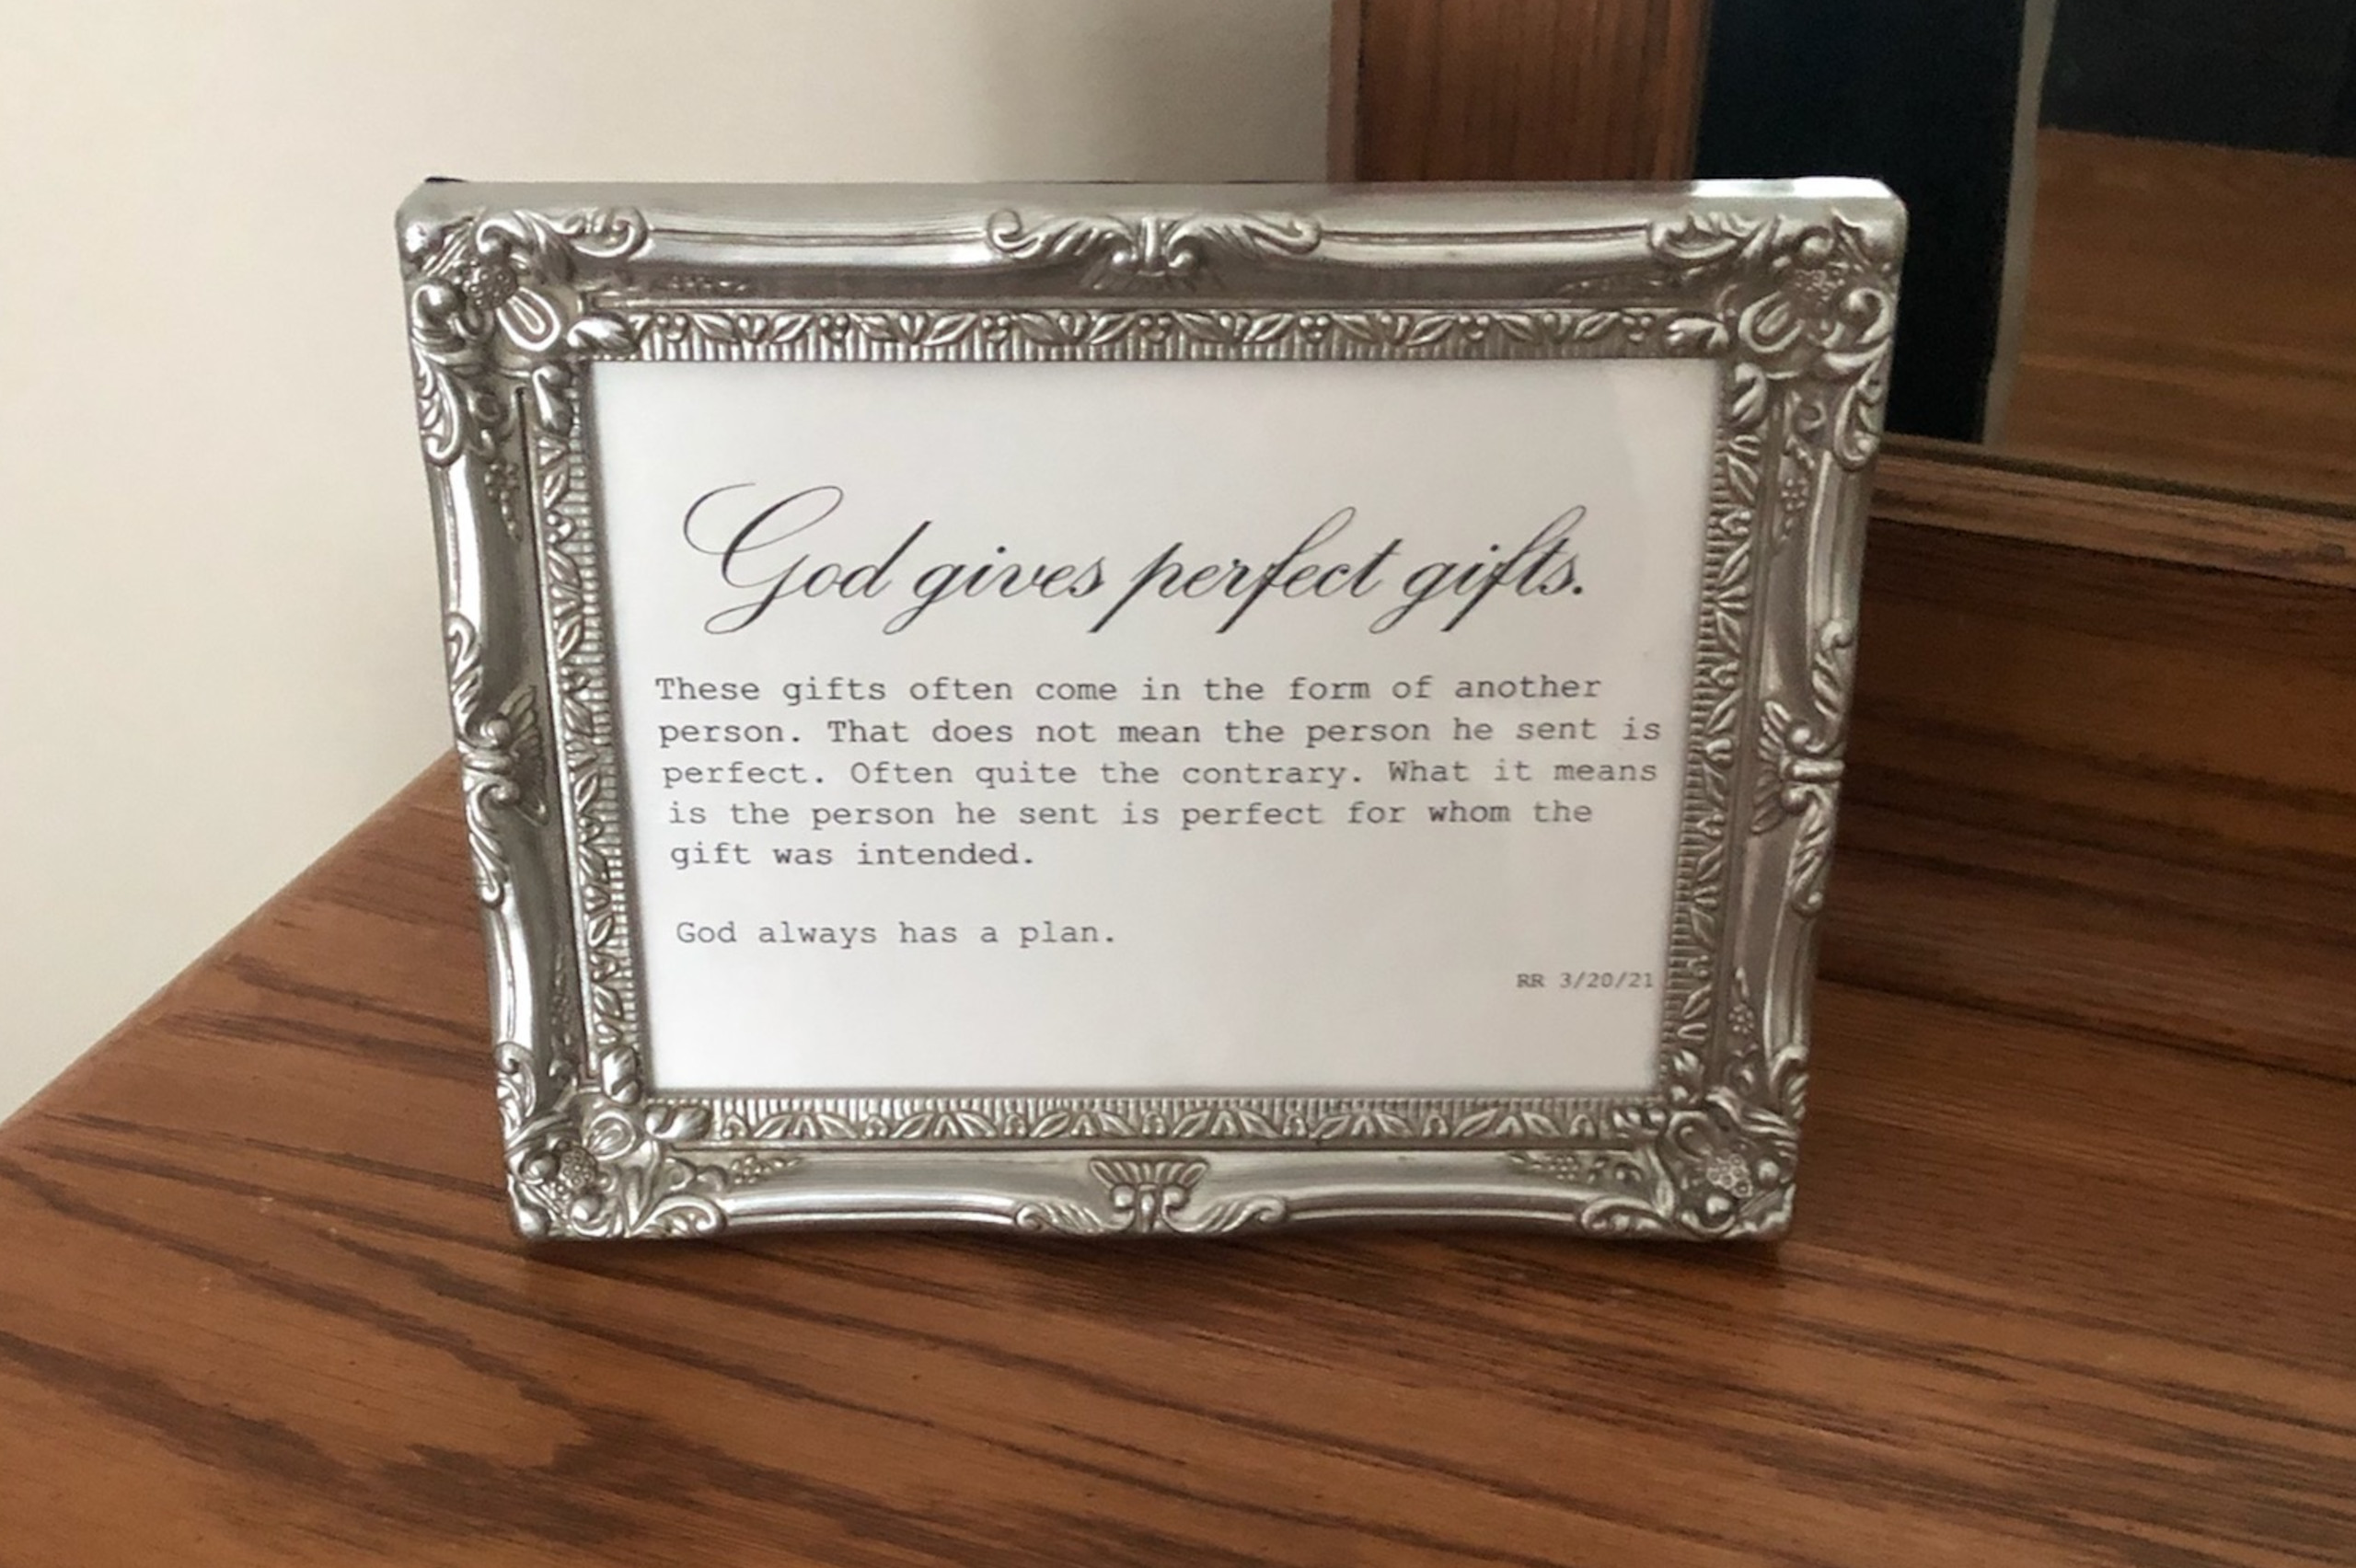 God gives perfect gifts.
These gifts often come in the form of another
person. That does not mean the person he sent is
perfect. Often quite the contrary. What it means
is the person he sent is perfect for whom the
gift was intended.
God always has a plan.
RR 3/20/21